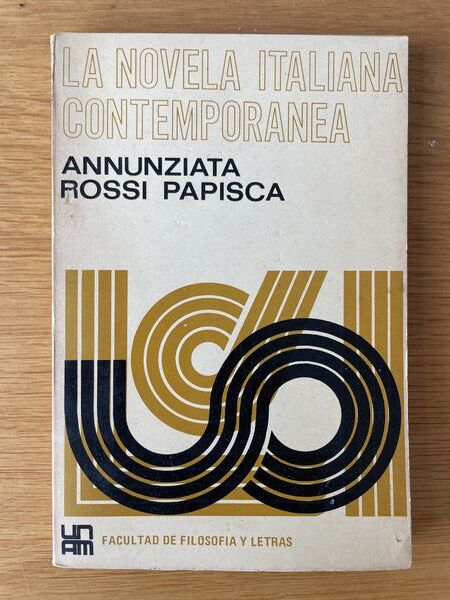 LA NOVELA ITALIANA
CONTEMPORANEA
ANNUNZIATA
ROSSI PAPISCA
UN
AM
FACULTAD DE FILOSOFIA Y LETRAS